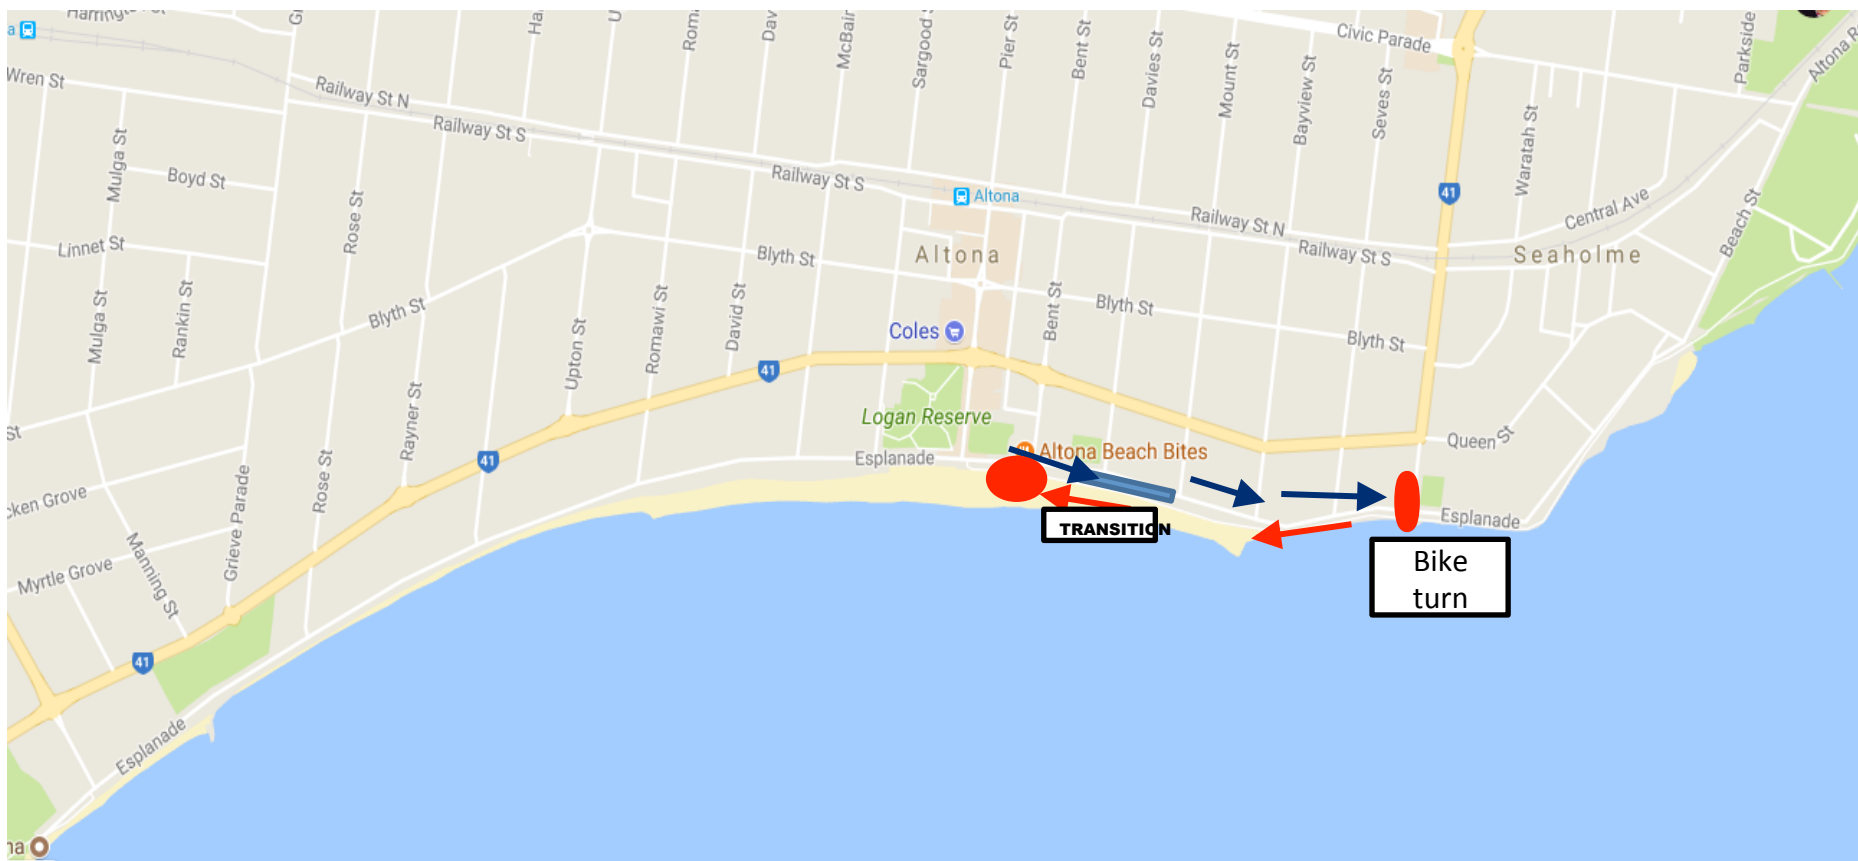 Civic Parade
Parkside
Altona R
Wren St
Railway St N
Railway St S
McBain
Sargood S
Pier St
Bent St
Davies St
Mount St
Bayview St
Seves St
Waratah St
Mulga St
Boyd St
Rose St
Railway St S
Altona
41
Railway St N
Railway St S
Central Ave
Beach St
Linnet St
Blyth St
Altona
Seaholme
Mulga St
Rankin St
Blyth St
Upton St
Romawi St
David St
Coles
Bent St
Blyth St
Blyth St
41
St
Rayner St
Logan Reserve
Queen St
41
Rose St
Esplanade
Altona Beach Bites
cken Grove
Grieve Parade
Esplanade
TRANSITION
Manning St
Myrtle Grove
Bike
turn
41
Esplanade
na